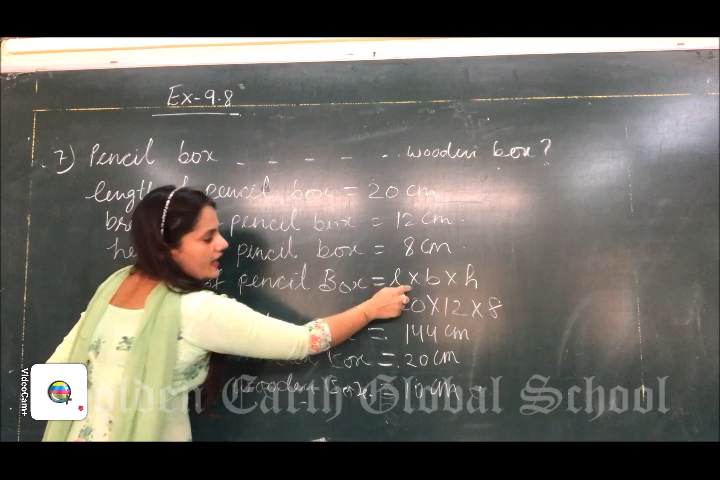 Ex-9.8
7) Pencil box - - - - - wooden box?
length of pencil box = 20 cm
pencil box = 12 cm.
pencil box = 8 cm.
of pencil Box = l×b×h
20×12×8
= 144 cm
box = 20 cm
wooden Box = 10 cm
Golden Earth Global School
VideoCam+